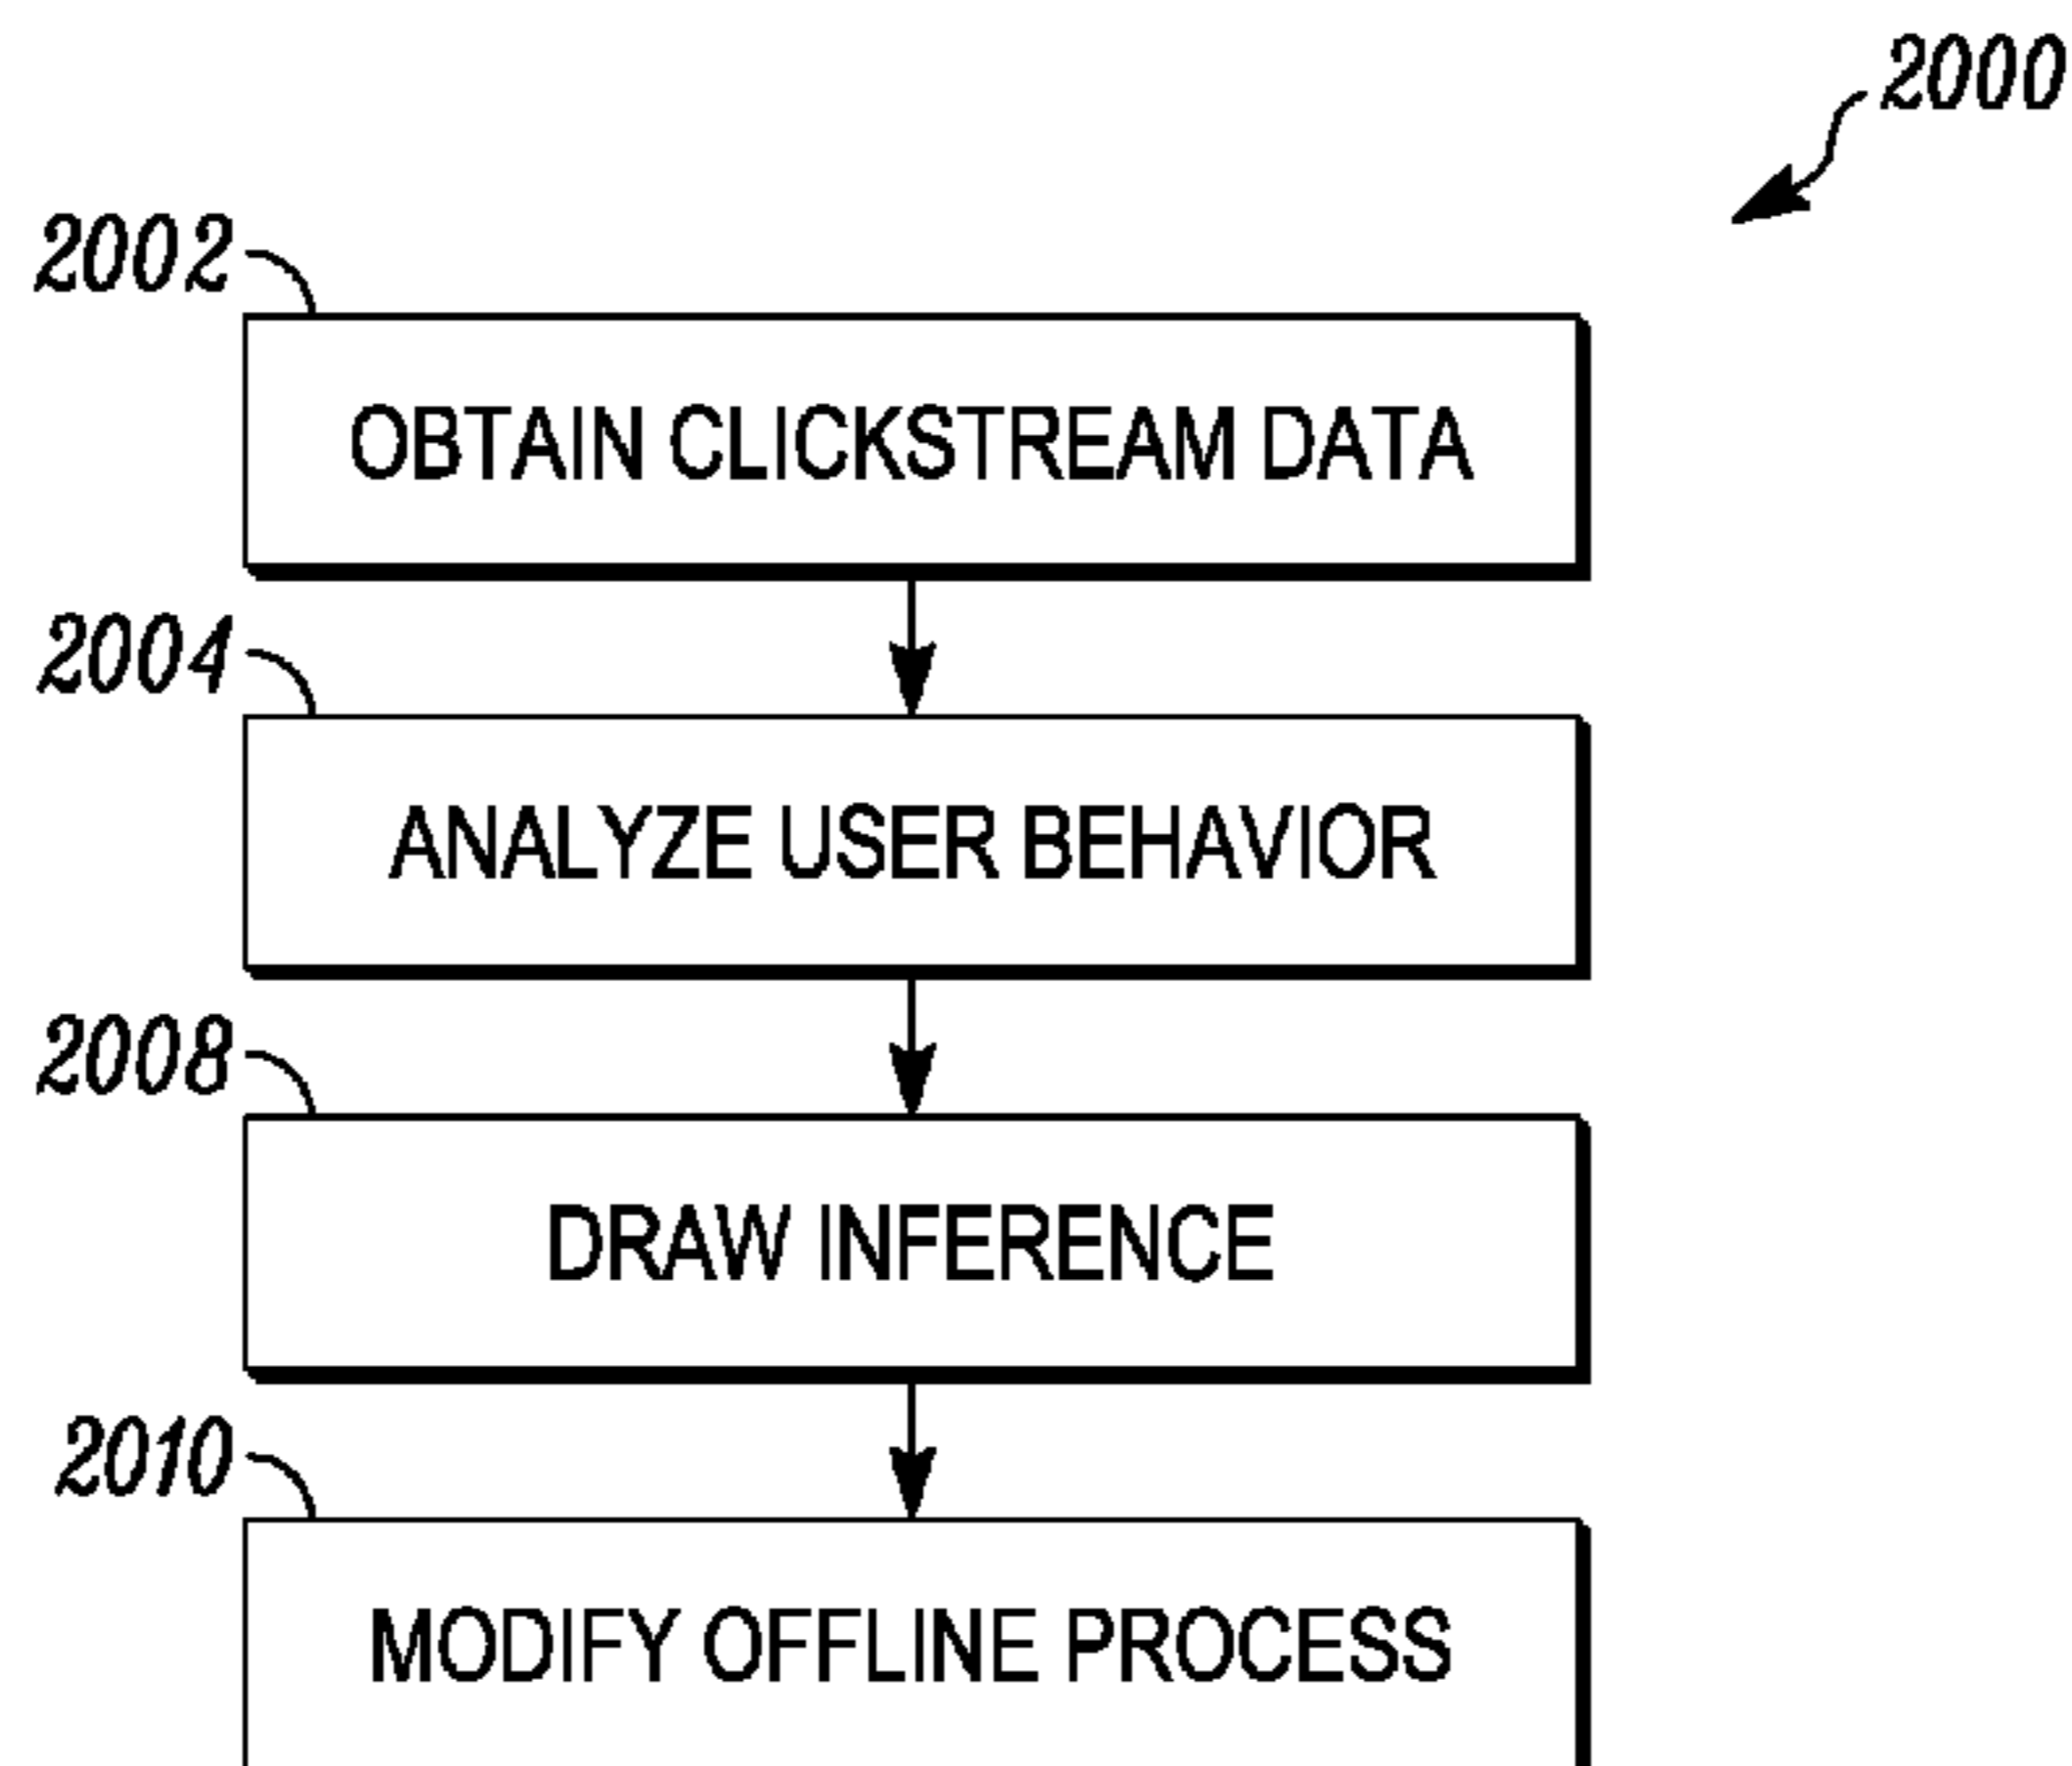 2000
2002
OBTAIN CLICKSTREAM DATA
2004
ANALYZE USER BEHAVIOR
2008
DRAW INFERENCE
2010
MODIFY OFFLINE PROCESS